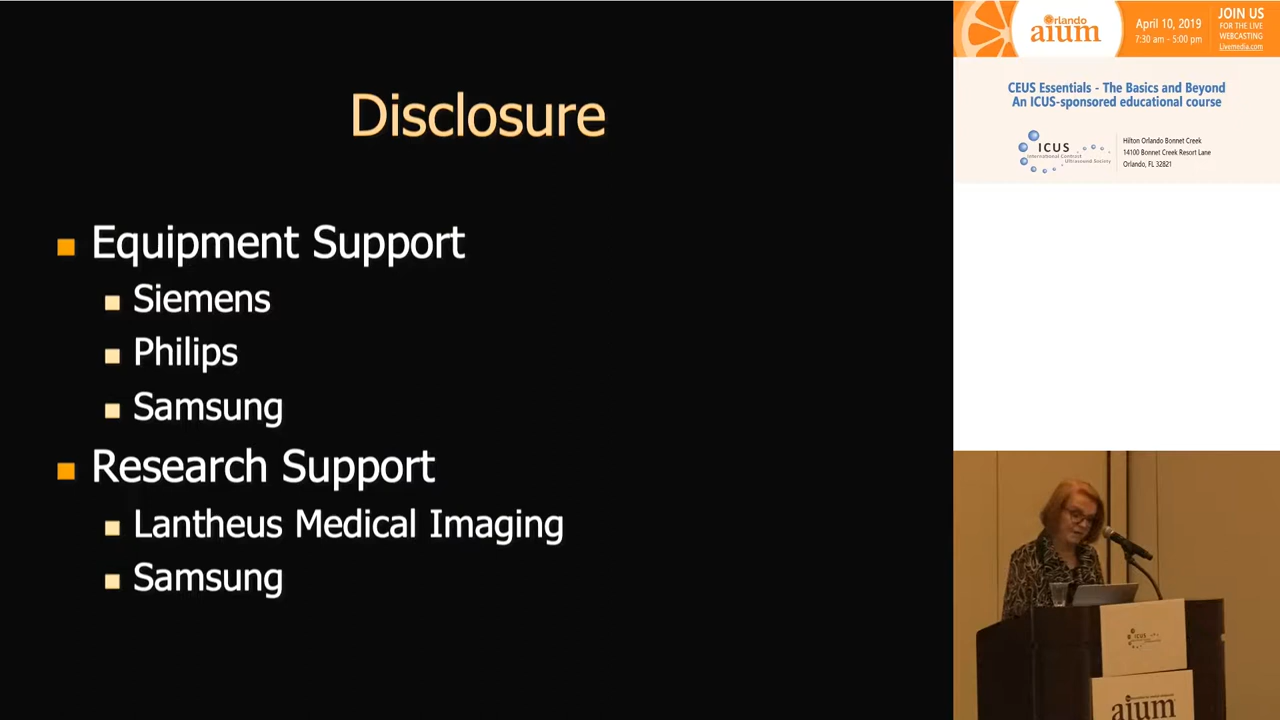 Disclosure
Equipment Support
Siemens
Philips
Samsung
Research Support
Lantheus Medical Imaging
Samsung
Orlando
aium
April 10, 2019
7:30 am - 5:00 pm
JOIN US
FOR THE LIVE
WEBCASTING
Livemedia.com
CEUS Essentials - The Basics and Beyond
An ICUS-sponsored educational course
ICUS
International Contrast
Ultrasound Society
Hilton Orlando Bonnet Creek
14100 Bonnet Creek Resort Lane
Orlando, FL 32821
ICUS
aium